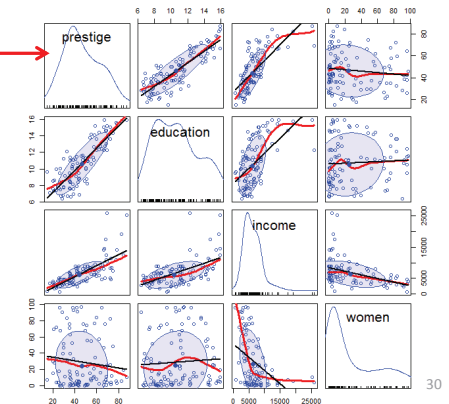 6 8 10 12 14 16
0 20 40 60 80 100
prestige
20 40 60 80
education
6 8 10 12 14 16
income
0 5000 10000 15000 25000
women
0 20 40 60 80 100
20 40 60 80
0 5000 15000 25000
30